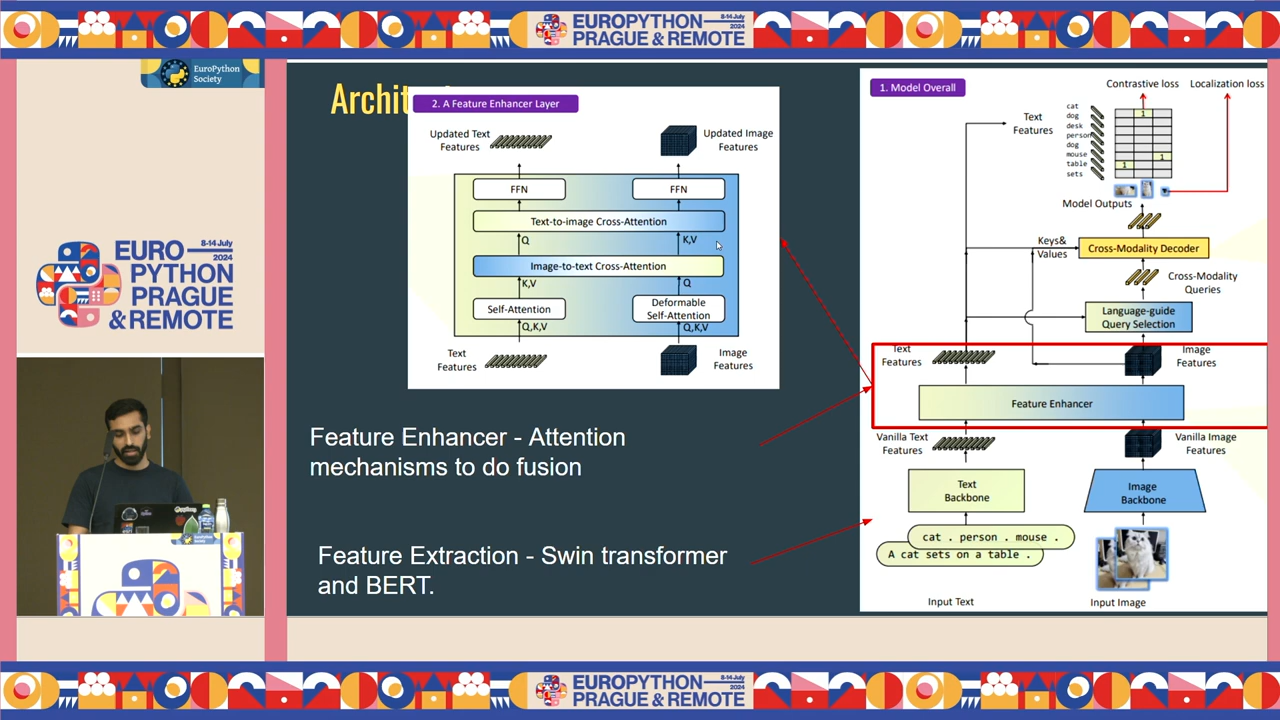 EUROPYTHON
8-14 July
2024
PRAGUE & REMOTE
EuroPython
Society
EURO
8-14 July
2024
PYTHON
PRAGUE
& REMOTE
2. A Feature Enhancer Layer
Updated Text
Features
Updated Image
Features
FFN
FFN
Text-to-image Cross-Attention
Q
K,V
Image-to-text Cross-Attention
K,V
Q
Self-Attention
Deformable
Self-Attention
Q,K,V
Q,K,V
Text
Features
Image
Features
Feature Enhancer - Attention
mechanisms to do fusion
Feature Extraction - Swin transformer
and BERT.
1. Model Overall
Contrastive loss
Localization loss
Text
Features
cat
dog
desk
person
dog
mouse
table
sets
1
1
1
Model Outputs
Keys&
Values
Cross-Modality Decoder
Cross-Modality
Queries
Language-guide
Query Selection
Text
Features
Image
Features
Feature Enhancer
Vanilla Text
Features
Vanilla Image
Features
Text
Backbone
Image
Backbone
cat . person . mouse .
A cat sets on a table .
Input Text
Input Image
EUROPYTHON
8-14 July
2024
PRAGUE & REMOTE